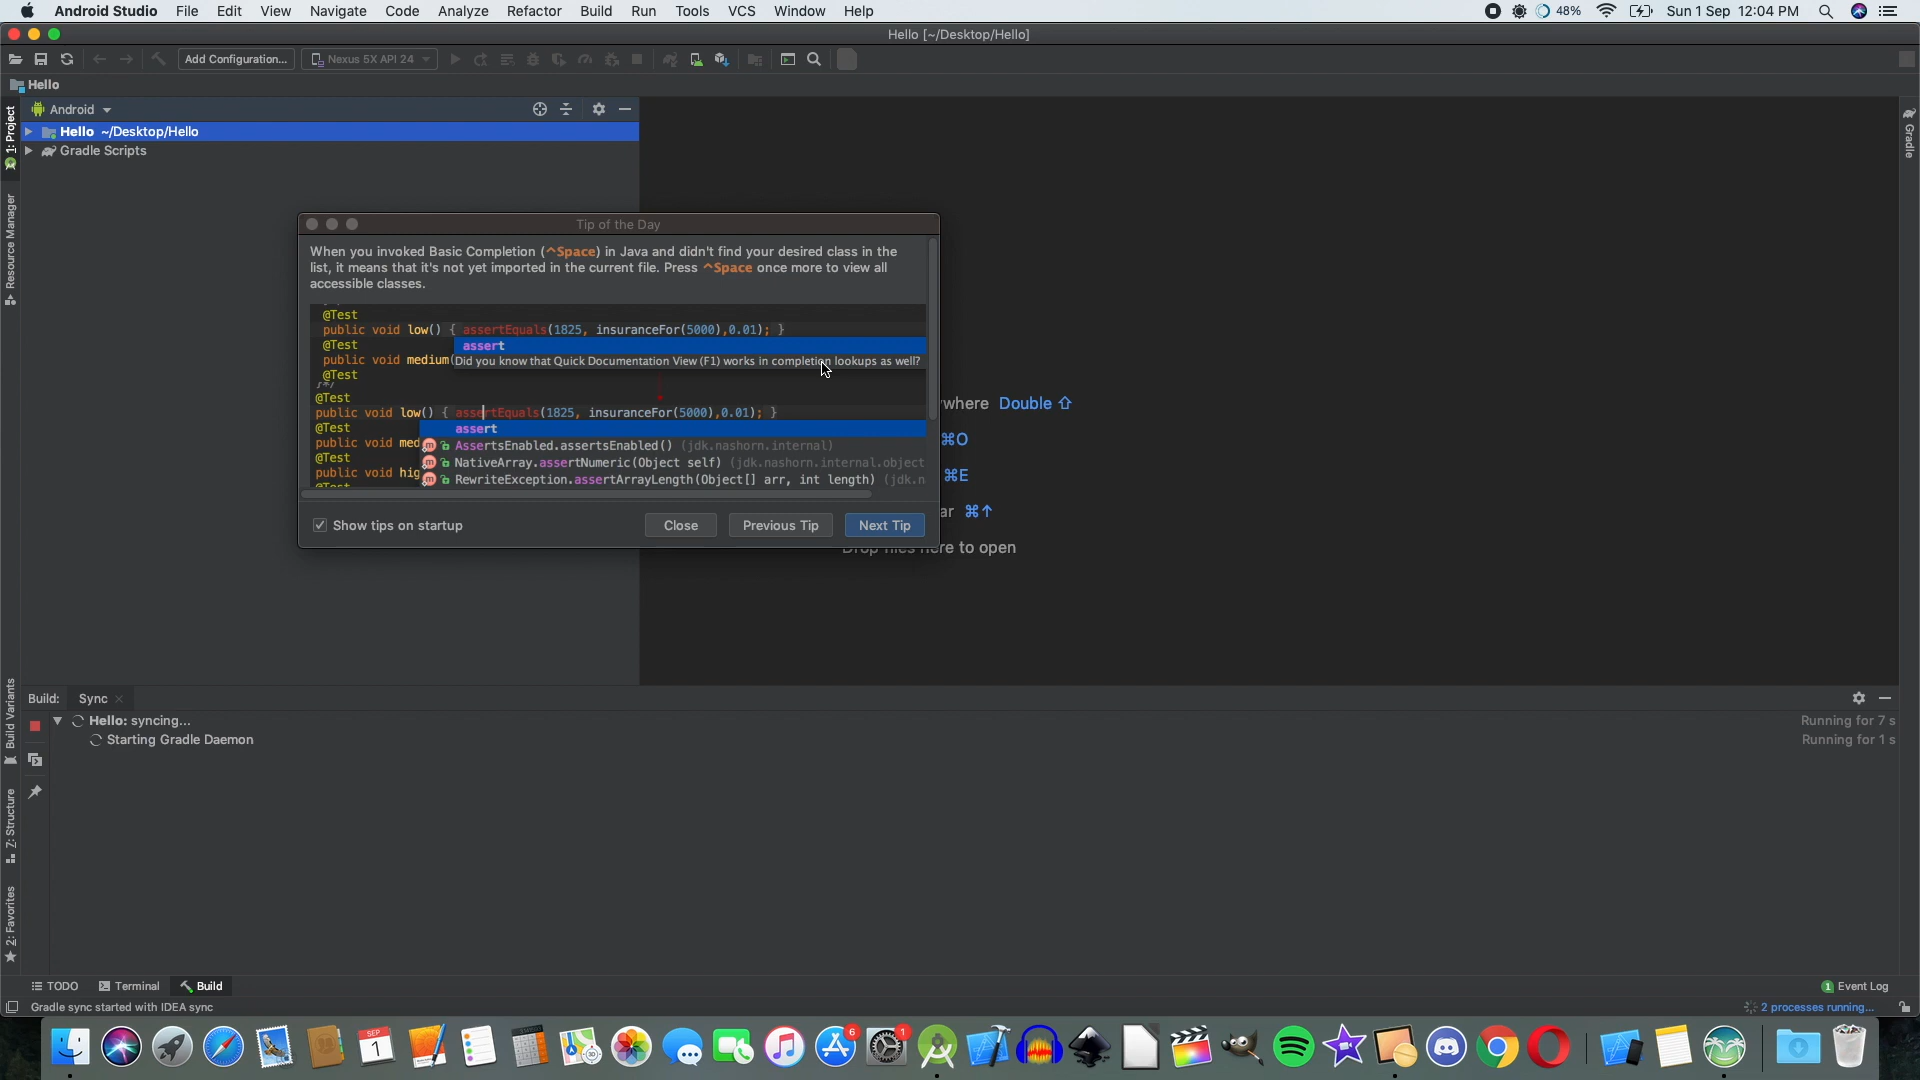 Android Studio File Edit View Navigate Code Analyze Refactor Build Run Tools VCS Window Help 48% Sun 1 Sep 12:04 PM
Hello [~/Desktop/Hello]
Add Configuration... Nexus 5X API 24
Hello
Android
1: Project
Hello ~/Desktop/Hello
Gradle Scripts
Gradle
Resource Manager
Tip of the Day
When you invoked Basic Completion (^Space) in Java and didn't find your desired class in the
list, it means that it's not yet imported in the current file. Press ^Space once more to view all
accessible classes.
@Test
public void low() { assertEquals(1825, insuranceFor(5000),0.01); }
@Test
assert
public void medium(
Did you know that Quick Documentation View (F1) works in completion lookups as well?
@Test
/*/
@Test
public void low() { assertEquals(1825, insuranceFor(5000),0.01); }
@Test
assert
public void med
m AssertsEnabled.assertsEnabled() (jdk.nashorn.internal)
@Test
m NativeArray.assertNumeric(Object self) (jdk.nashorn.internal.object
public void hig
m RewriteException.assertArrayLength(Object[] arr, int length) (jdk.n
@Test
Show tips on startup Close Previous Tip Next Tip
where Double ⇧
⌘O
⌘E
ar ⌘↑
Drop files here to open
Build: Sync
Hello: syncing... Running for 7 s
Starting Gradle Daemon Running for 1 s
Build Variants
Z: Structure
2: Favorites
TODO Terminal Build 1 Event Log
Gradle sync started with IDEA sync 2 processes running...
SEP
1
3D
6
1